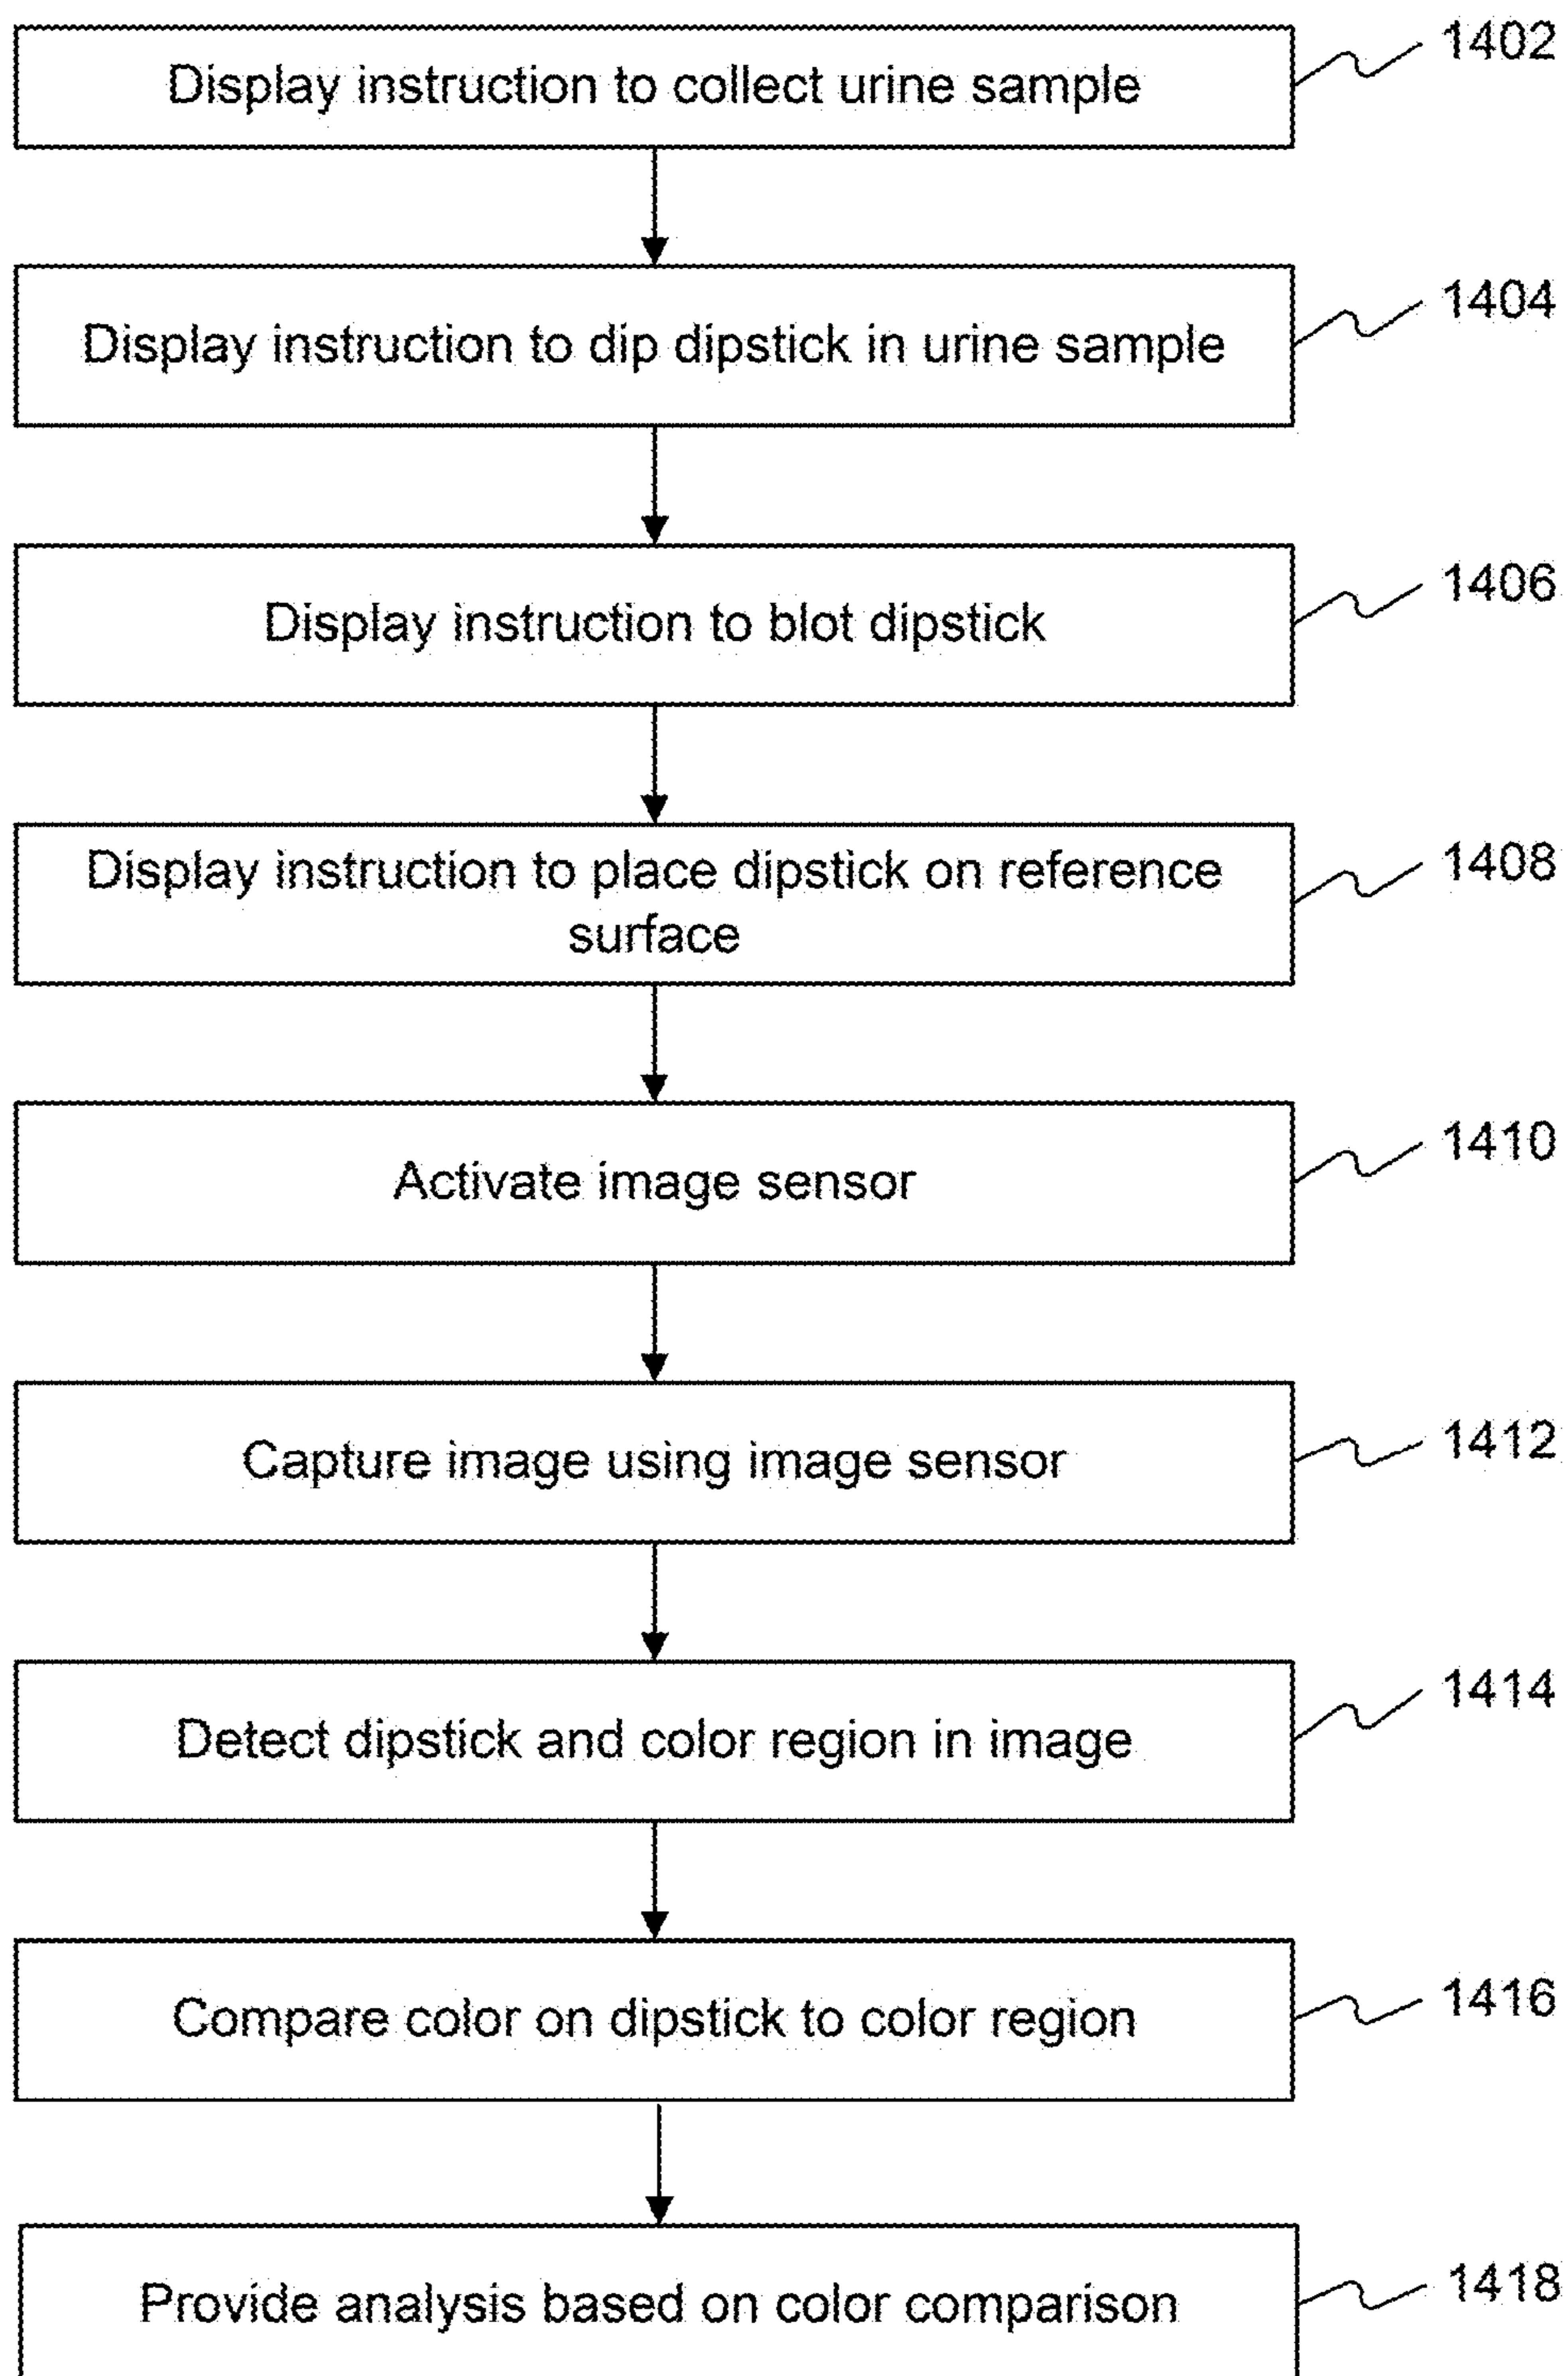 1402
Display instruction to collect urine sample
1404
Display instruction to dip dipstick in urine sample
1406
Display instruction to blot dipstick
1408
Display instruction to place dipstick on reference
surface
1410
Activate image sensor
1412
Capture image using image sensor
1414
Detect dipstick and color region in image
1416
Compare color on dipstick to color region
1418
Provide analysis based on color comparison